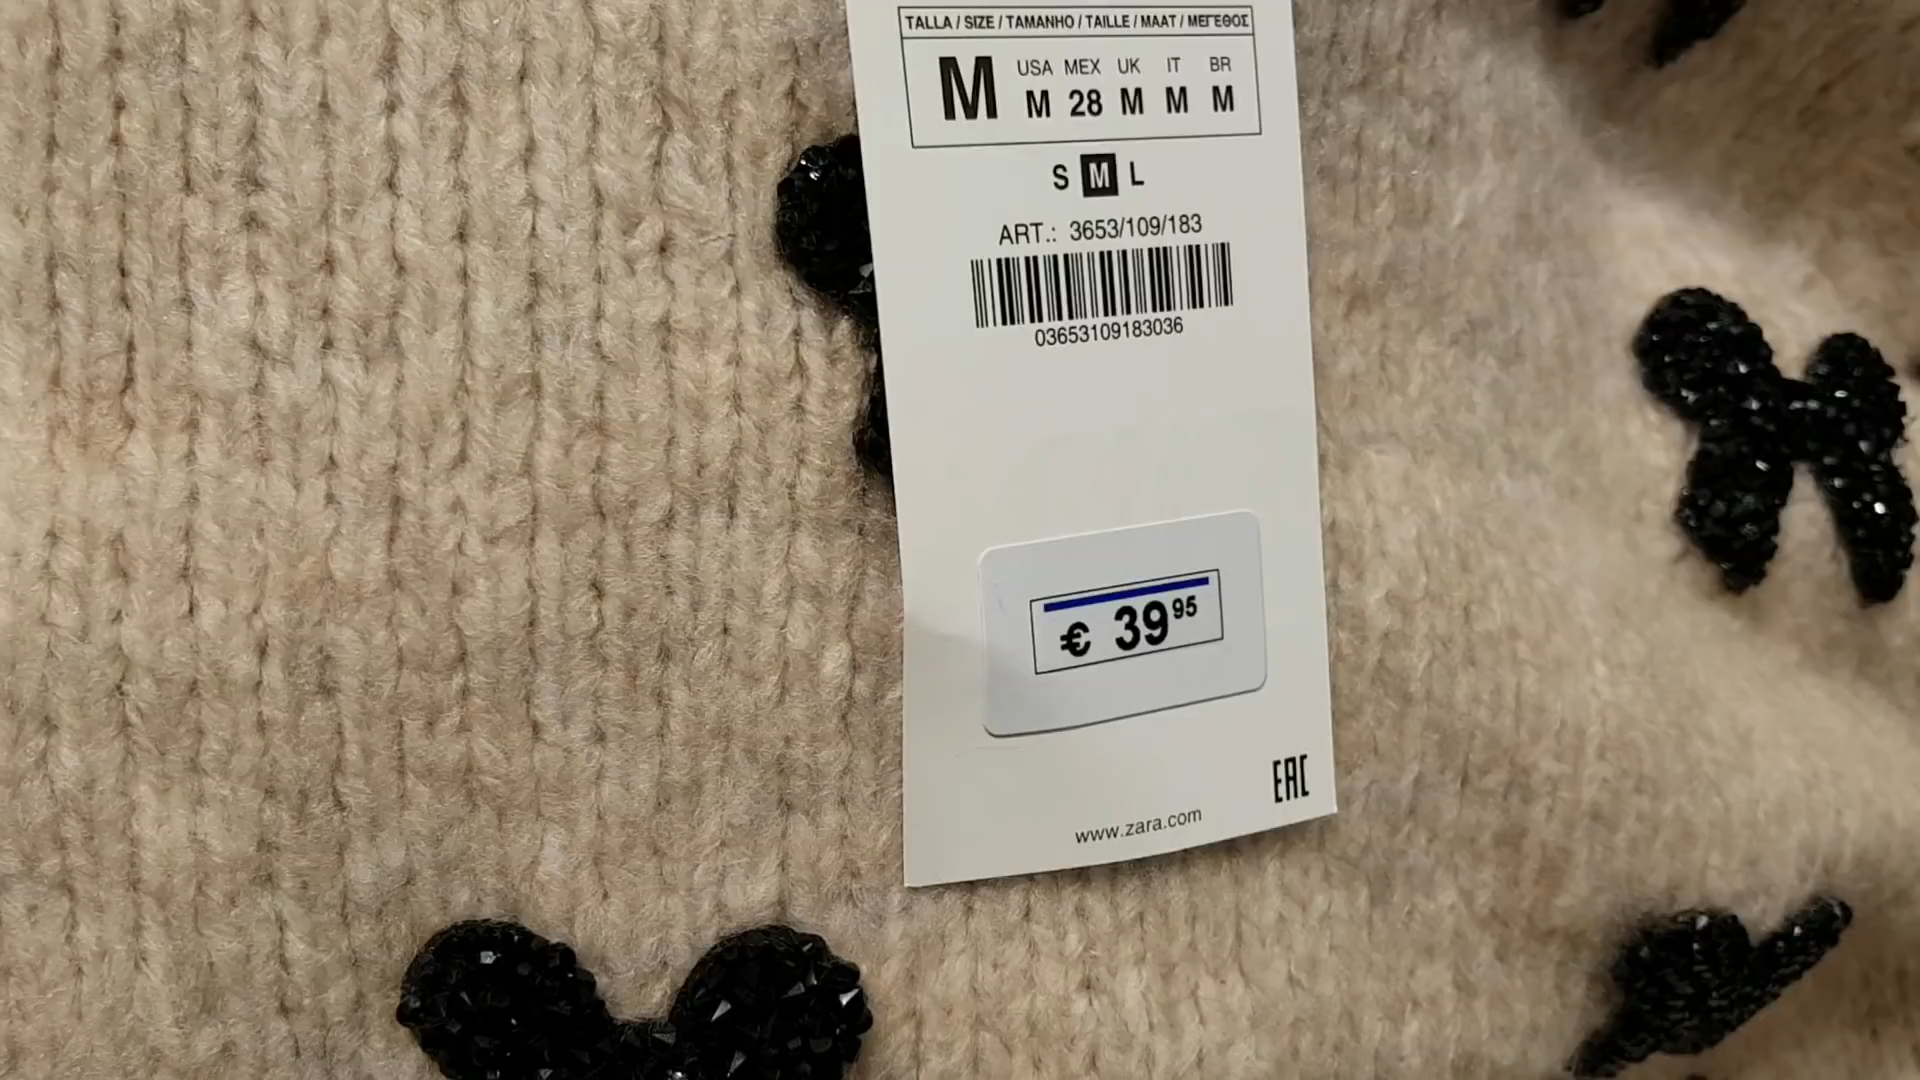 TALLA / SIZE / TAMANHO / TAILLE / MAAT / ΜΕΓΕΘΟΣ
M USA MEX UK IT BR
M 28 M M M
S M L
ART.: 3653/109/183
03653109183036
€ 39 95
EAC
www.zara.com